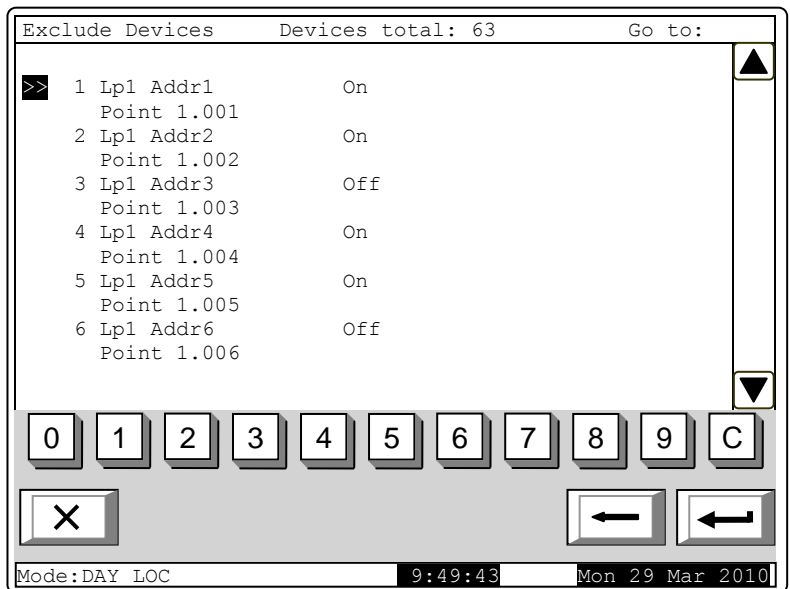 Exclude Devices Devices total: 63 Go to:
>> 1 Lp1 Addr1 On
Point 1.001
2 Lp1 Addr2 On
Point 1.002
3 Lp1 Addr3 Off
Point 1.003
4 Lp1 Addr4 On
Point 1.004
5 Lp1 Addr5 On
Point 1.005
6 Lp1 Addr6 Off
Point 1.006
0 1 2 3 4 5 6 7 8 9 C
Mode:DAY LOC 9:49:43 Mon 29 Mar 2010